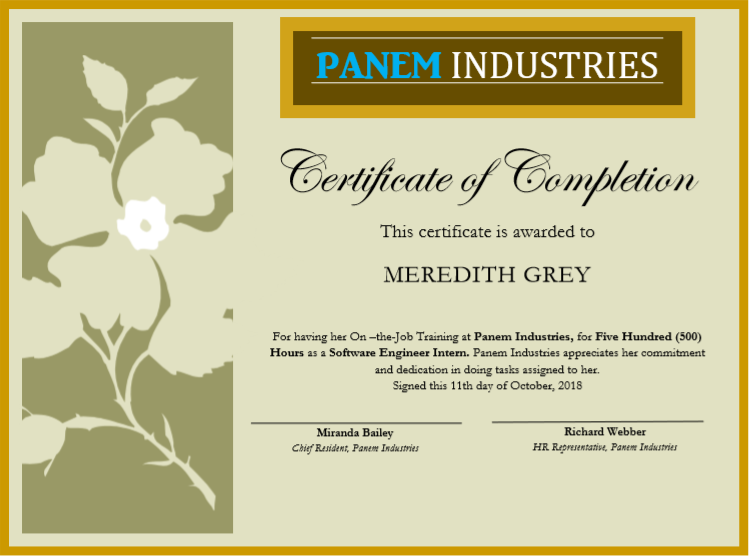 PANEM INDUSTRIES
Certificate of Completion
This certificate is awarded to
MEREDITH GREY
For having her On –the-Job Training at Panem Industries, for Five Hundred (500)
Hours as a Software Engineer Intern. Panem Industries appreciates her commitment
and dedication in doing tasks assigned to her.
Signed this 11th day of October, 2018
Miranda Bailey
Chief Resident, Panem Industries
Richard Webber
HR Representative, Panem Industries